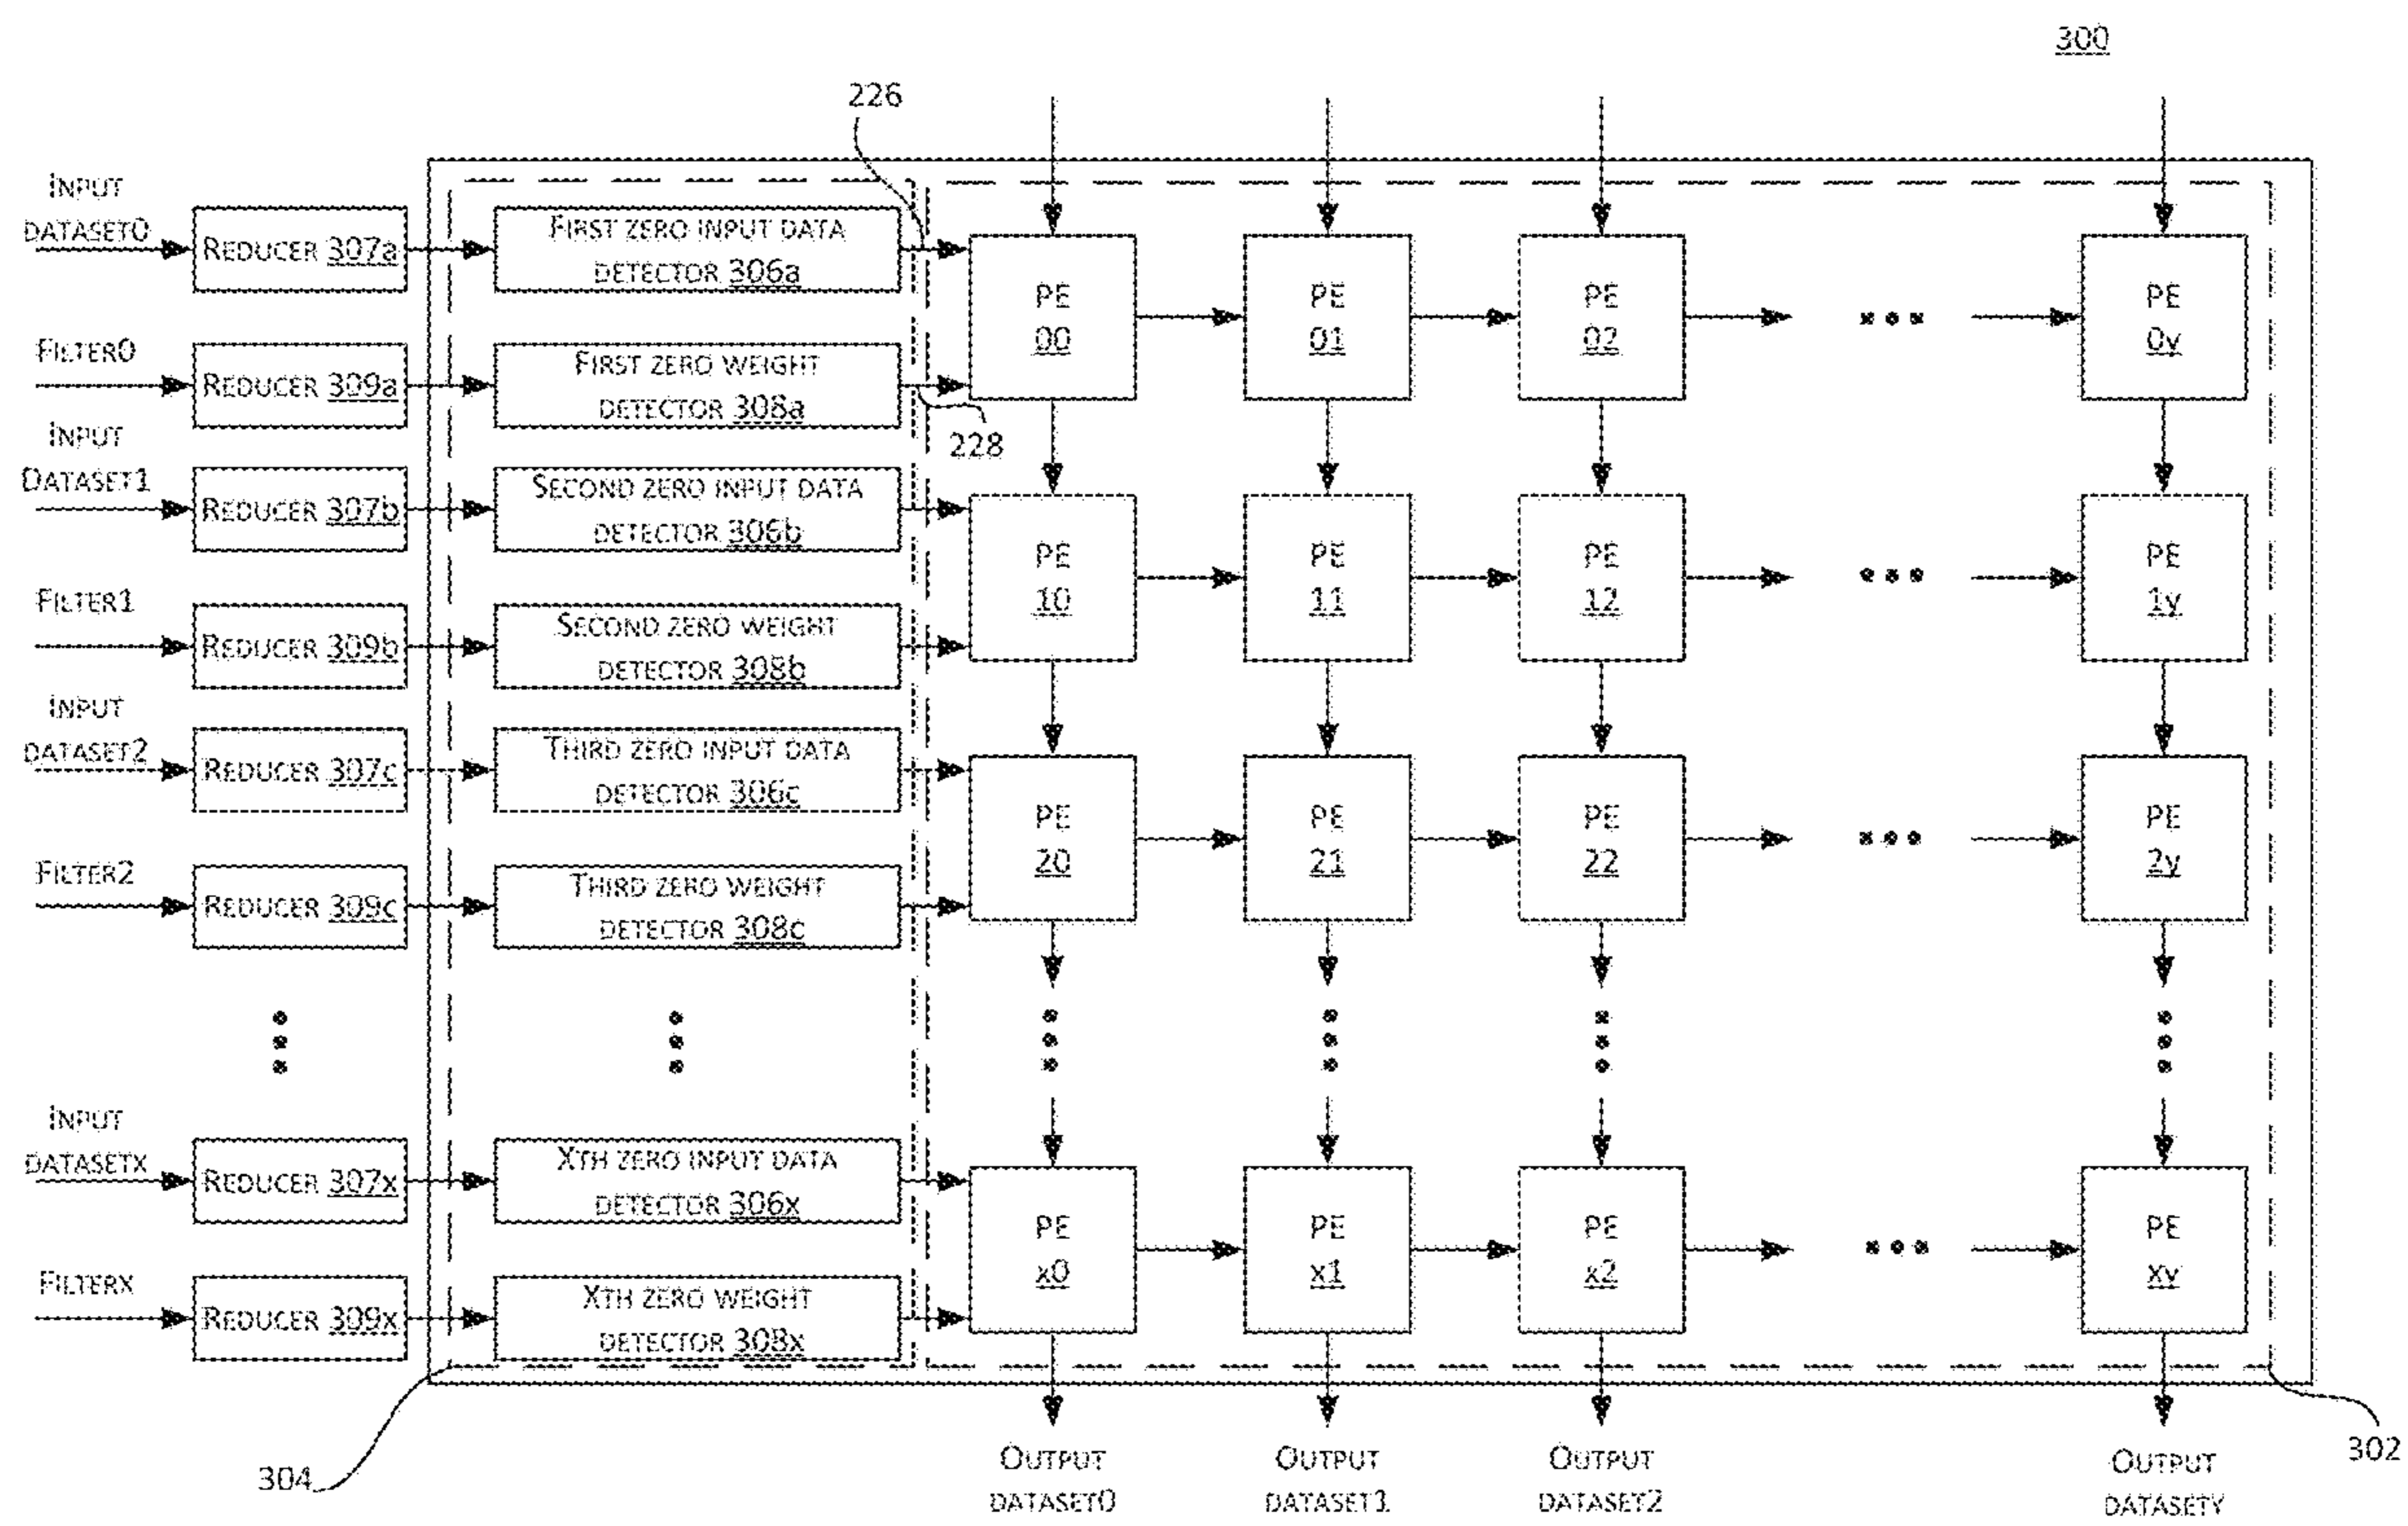 300
226
INPUT
DATASET0
REDUCER 307a
FIRST ZERO INPUT DATA
DETECTOR 306a
PE
00
PE
01
PE
02
PE
0y
FILTER0
REDUCER 309a
FIRST ZERO WEIGHT
DETECTOR 308a
228
INPUT
DATASET1
REDUCER 307b
SECOND ZERO INPUT DATA
DETECTOR 306b
PE
10
PE
11
PE
12
PE
1y
FILTER1
REDUCER 309b
SECOND ZERO WEIGHT
DETECTOR 308b
INPUT
DATASET2
REDUCER 307c
THIRD ZERO INPUT DATA
DETECTOR 306c
PE
20
PE
21
PE
22
PE
2y
FILTER2
REDUCER 309c
THIRD ZERO WEIGHT
DETECTOR 308c
INPUT
DATASETX
REDUCER 307x
XTH ZERO INPUT DATA
DETECTOR 306x
PE
x0
PE
x1
PE
x2
PE
xy
FILTERX
REDUCER 309x
XTH ZERO WEIGHT
DETECTOR 308x
304
302
OUTPUT
DATASET0
OUTPUT
DATASET1
OUTPUT
DATASET2
OUTPUT
DATASETY